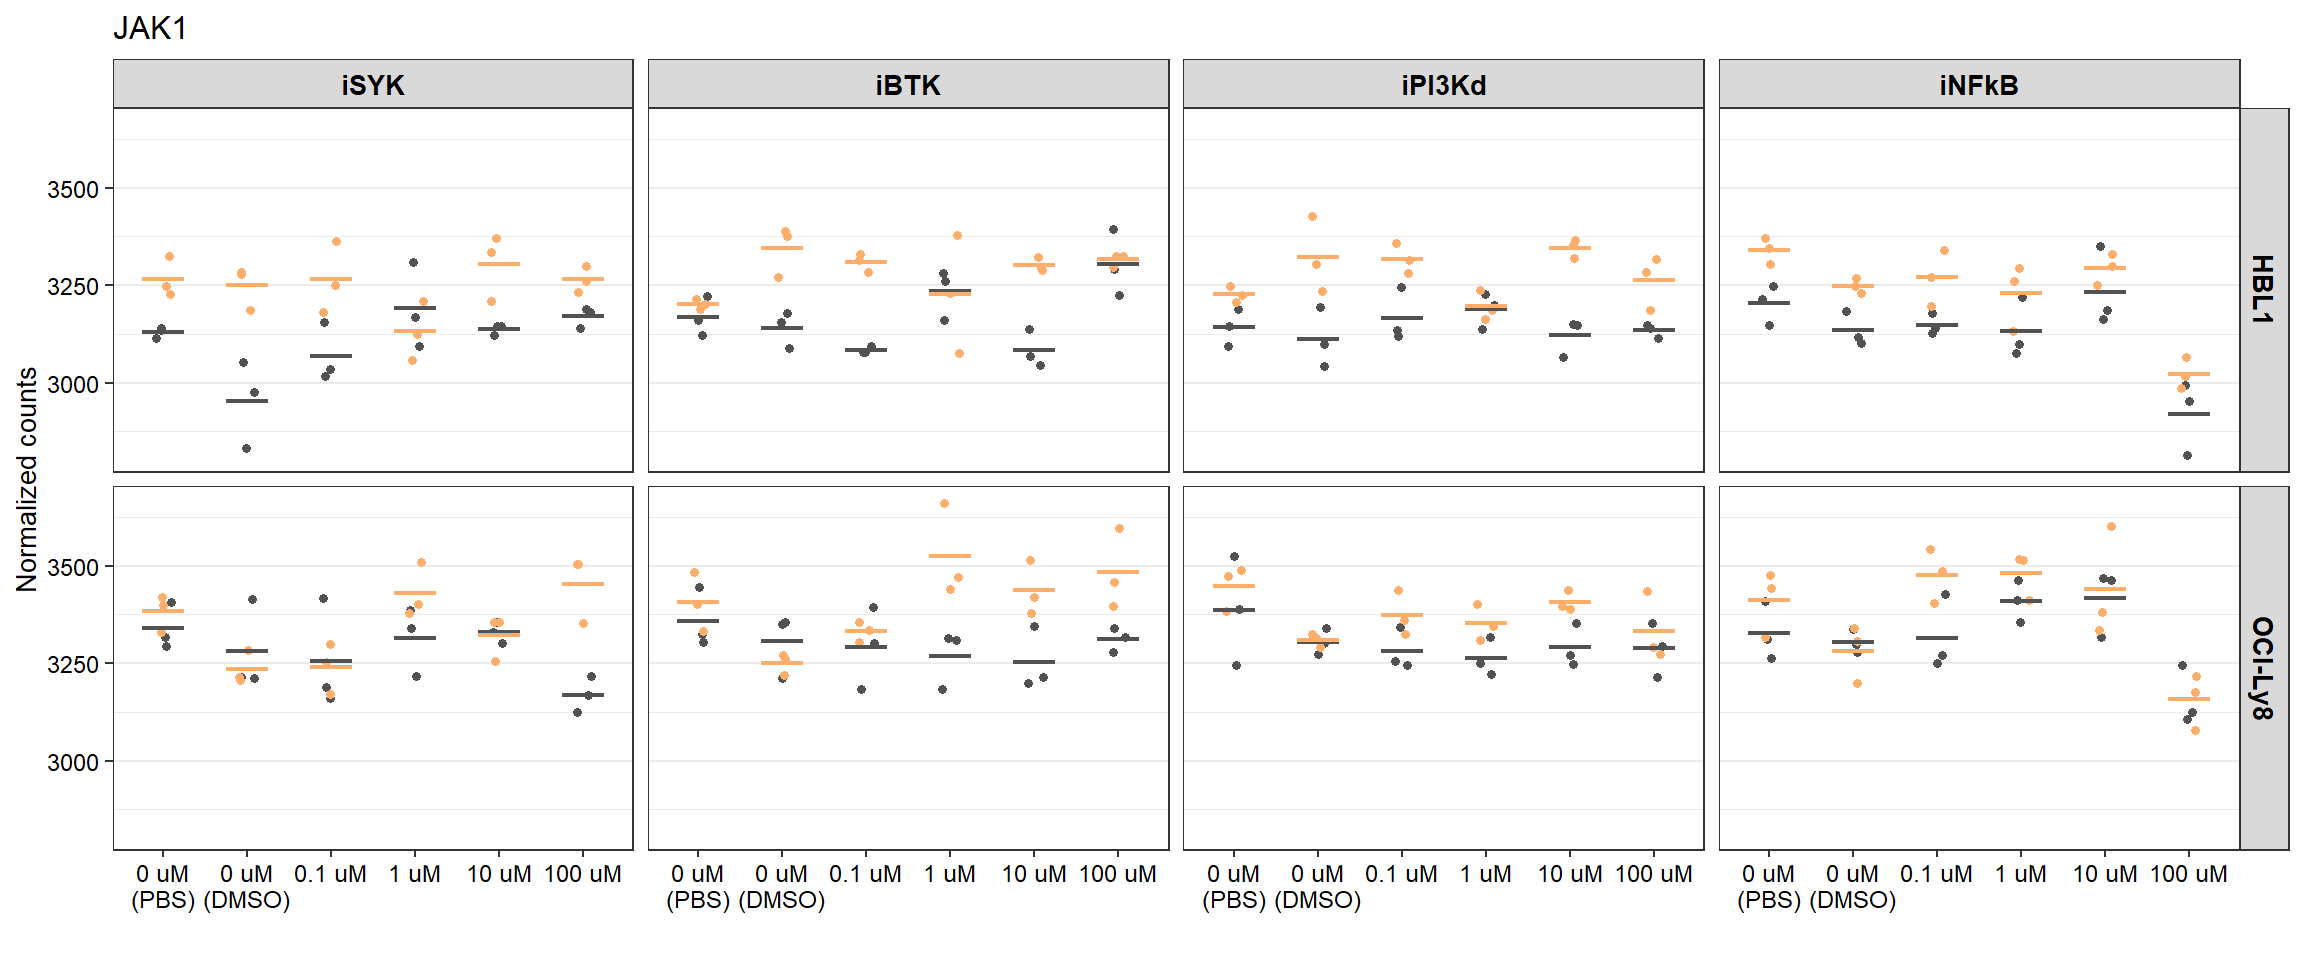 JAK1
iSYK
iBTK
iPI3Kd
iNFkB
Normalized counts
3500
3250
3000
HBL1
3500
3250
3000
OCI-Ly8
0 uM 0 uM 0.1 uM 1 uM 10 uM 100 uM
(PBS) (DMSO)
0 uM 0 uM 0.1 uM 1 uM 10 uM 100 uM
(PBS) (DMSO)
0 uM 0 uM 0.1 uM 1 uM 10 uM 100 uM
(PBS) (DMSO)
0 uM 0 uM 0.1 uM 1 uM 10 uM 100 uM
(PBS) (DMSO)